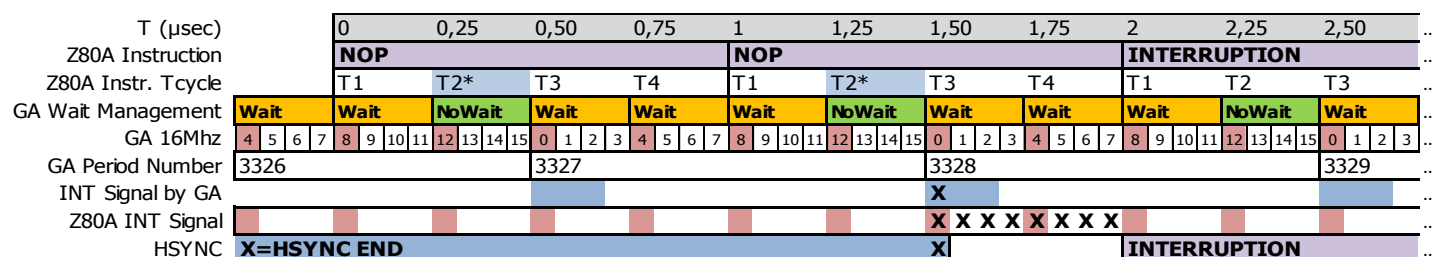 T (µsec) 0 0,25 0,50 0,75 1 1,25 1,50 1,75 2 2,25 2,50 ..
Z80A Instruction NOP NOP INTERRUPTION ..
Z80A Instr. Tcycle T1 T2* T3 T4 T1 T2* T3 T4 T1 T2 T3 ..
GA Wait Management Wait Wait NoWait Wait Wait Wait NoWait Wait Wait Wait NoWait Wait ..
GA 16Mhz 4 5 6 7 8 9 10 11 12 13 14 15 0 1 2 3 4 5 6 7 8 9 10 11 12 13 14 15 0 1 2 3 4 5 6 7 8 9 10 11 12 13 14 15 0 1 2 3 ..
GA Period Number 3326 3327 3328 3329 ..
INT Signal by GA X ..
Z80A INT Signal X X X X X X X X ..
HSYNC X=HSYNC END X INTERRUPTION ..